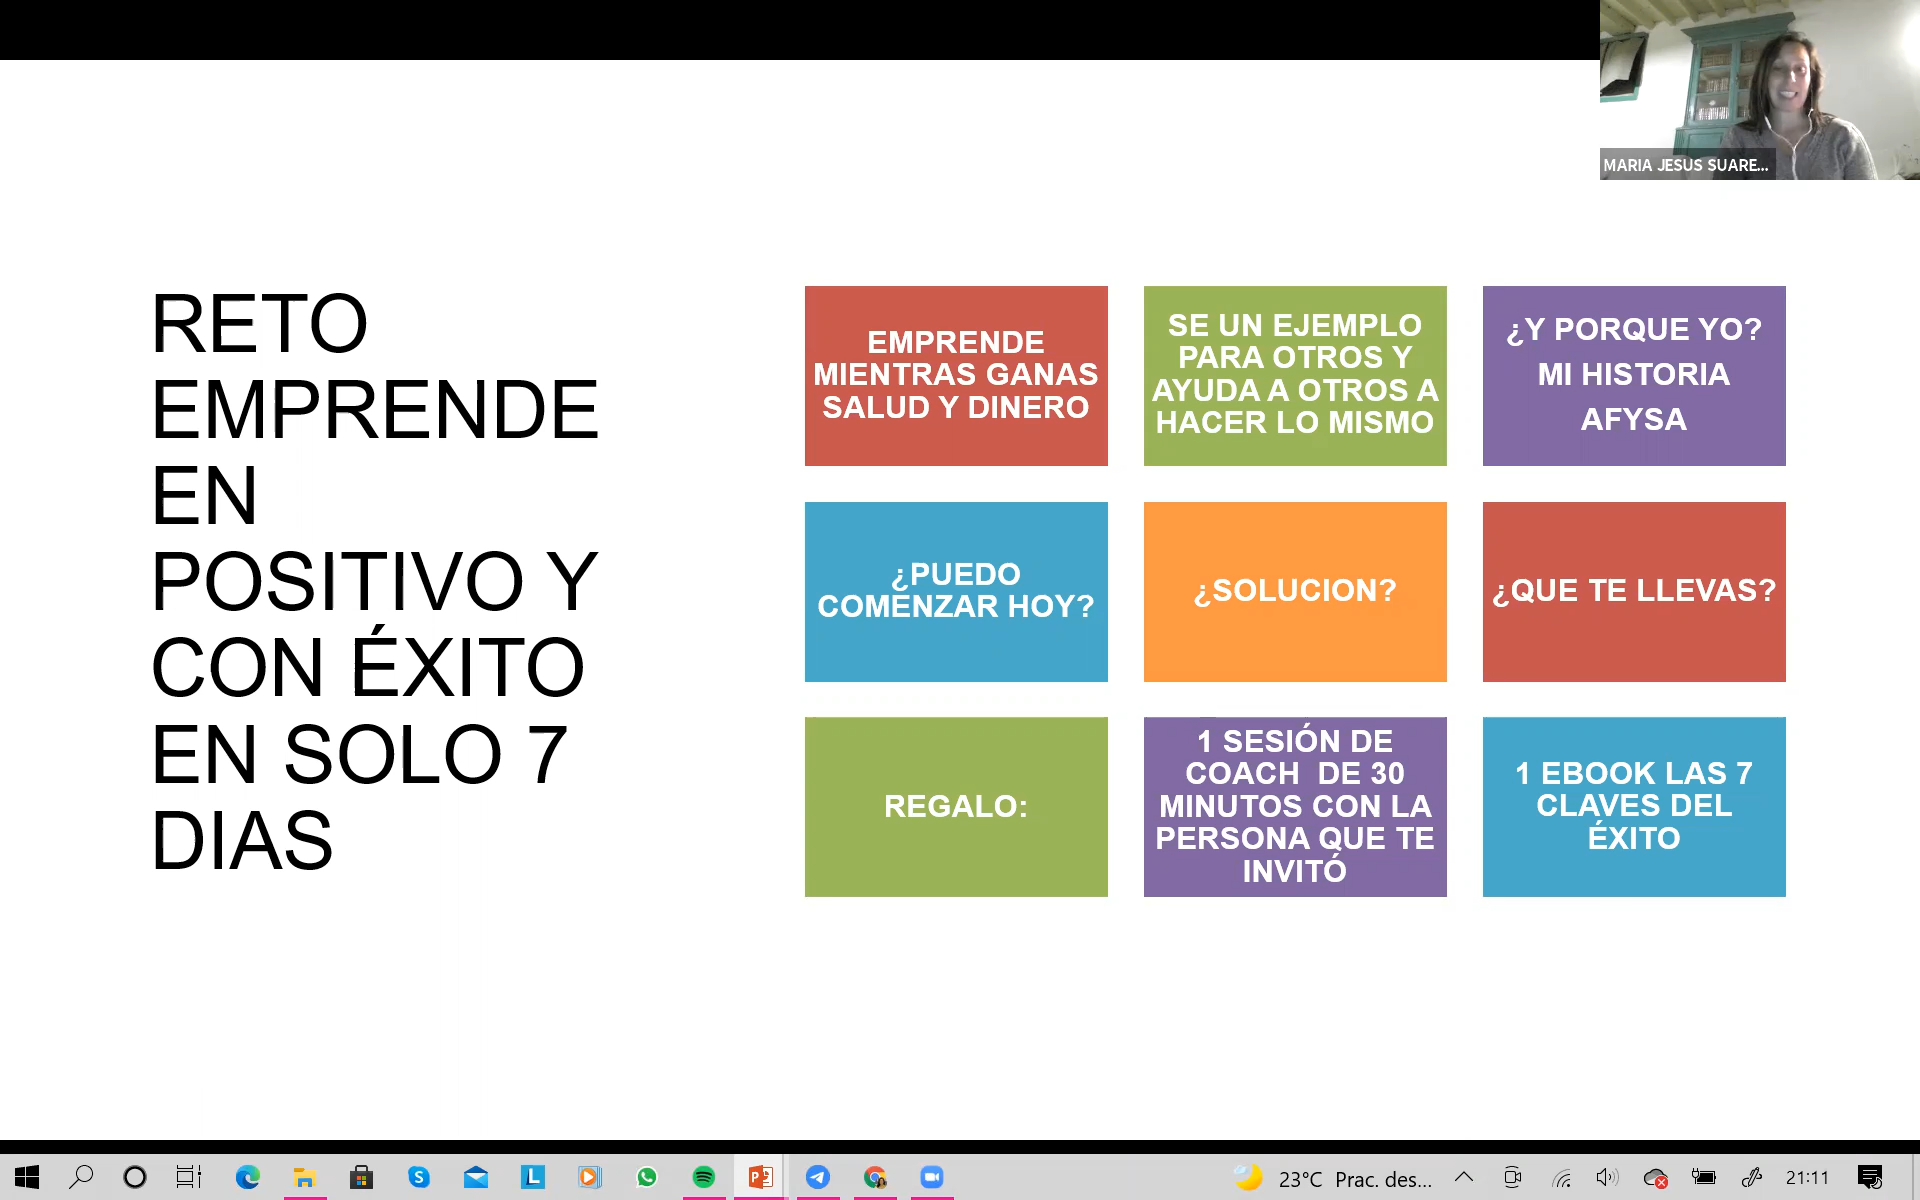 MARIA JESUS SUARE...
RETO
EMPRENDE
EN
POSITIVO Y
CON ÉXITO
EN SOLO 7
DIAS
EMPRENDE
MIENTRAS GANAS
SALUD Y DINERO
SE UN EJEMPLO
PARA OTROS Y
AYUDA A OTROS A
HACER LO MISMO
¿Y PORQUE YO?
MI HISTORIA
AFYSA
¿PUEDO
COMENZAR HOY?
¿SOLUCION?
¿QUE TE LLEVAS?
REGALO:
1 SESIÓN DE
COACH  DE 30
MINUTOS CON LA
PERSONA QUE TE
INVITÓ
1 EBOOK LAS 7
CLAVES DEL
ÉXITO
23°C Prac. des...
21:11